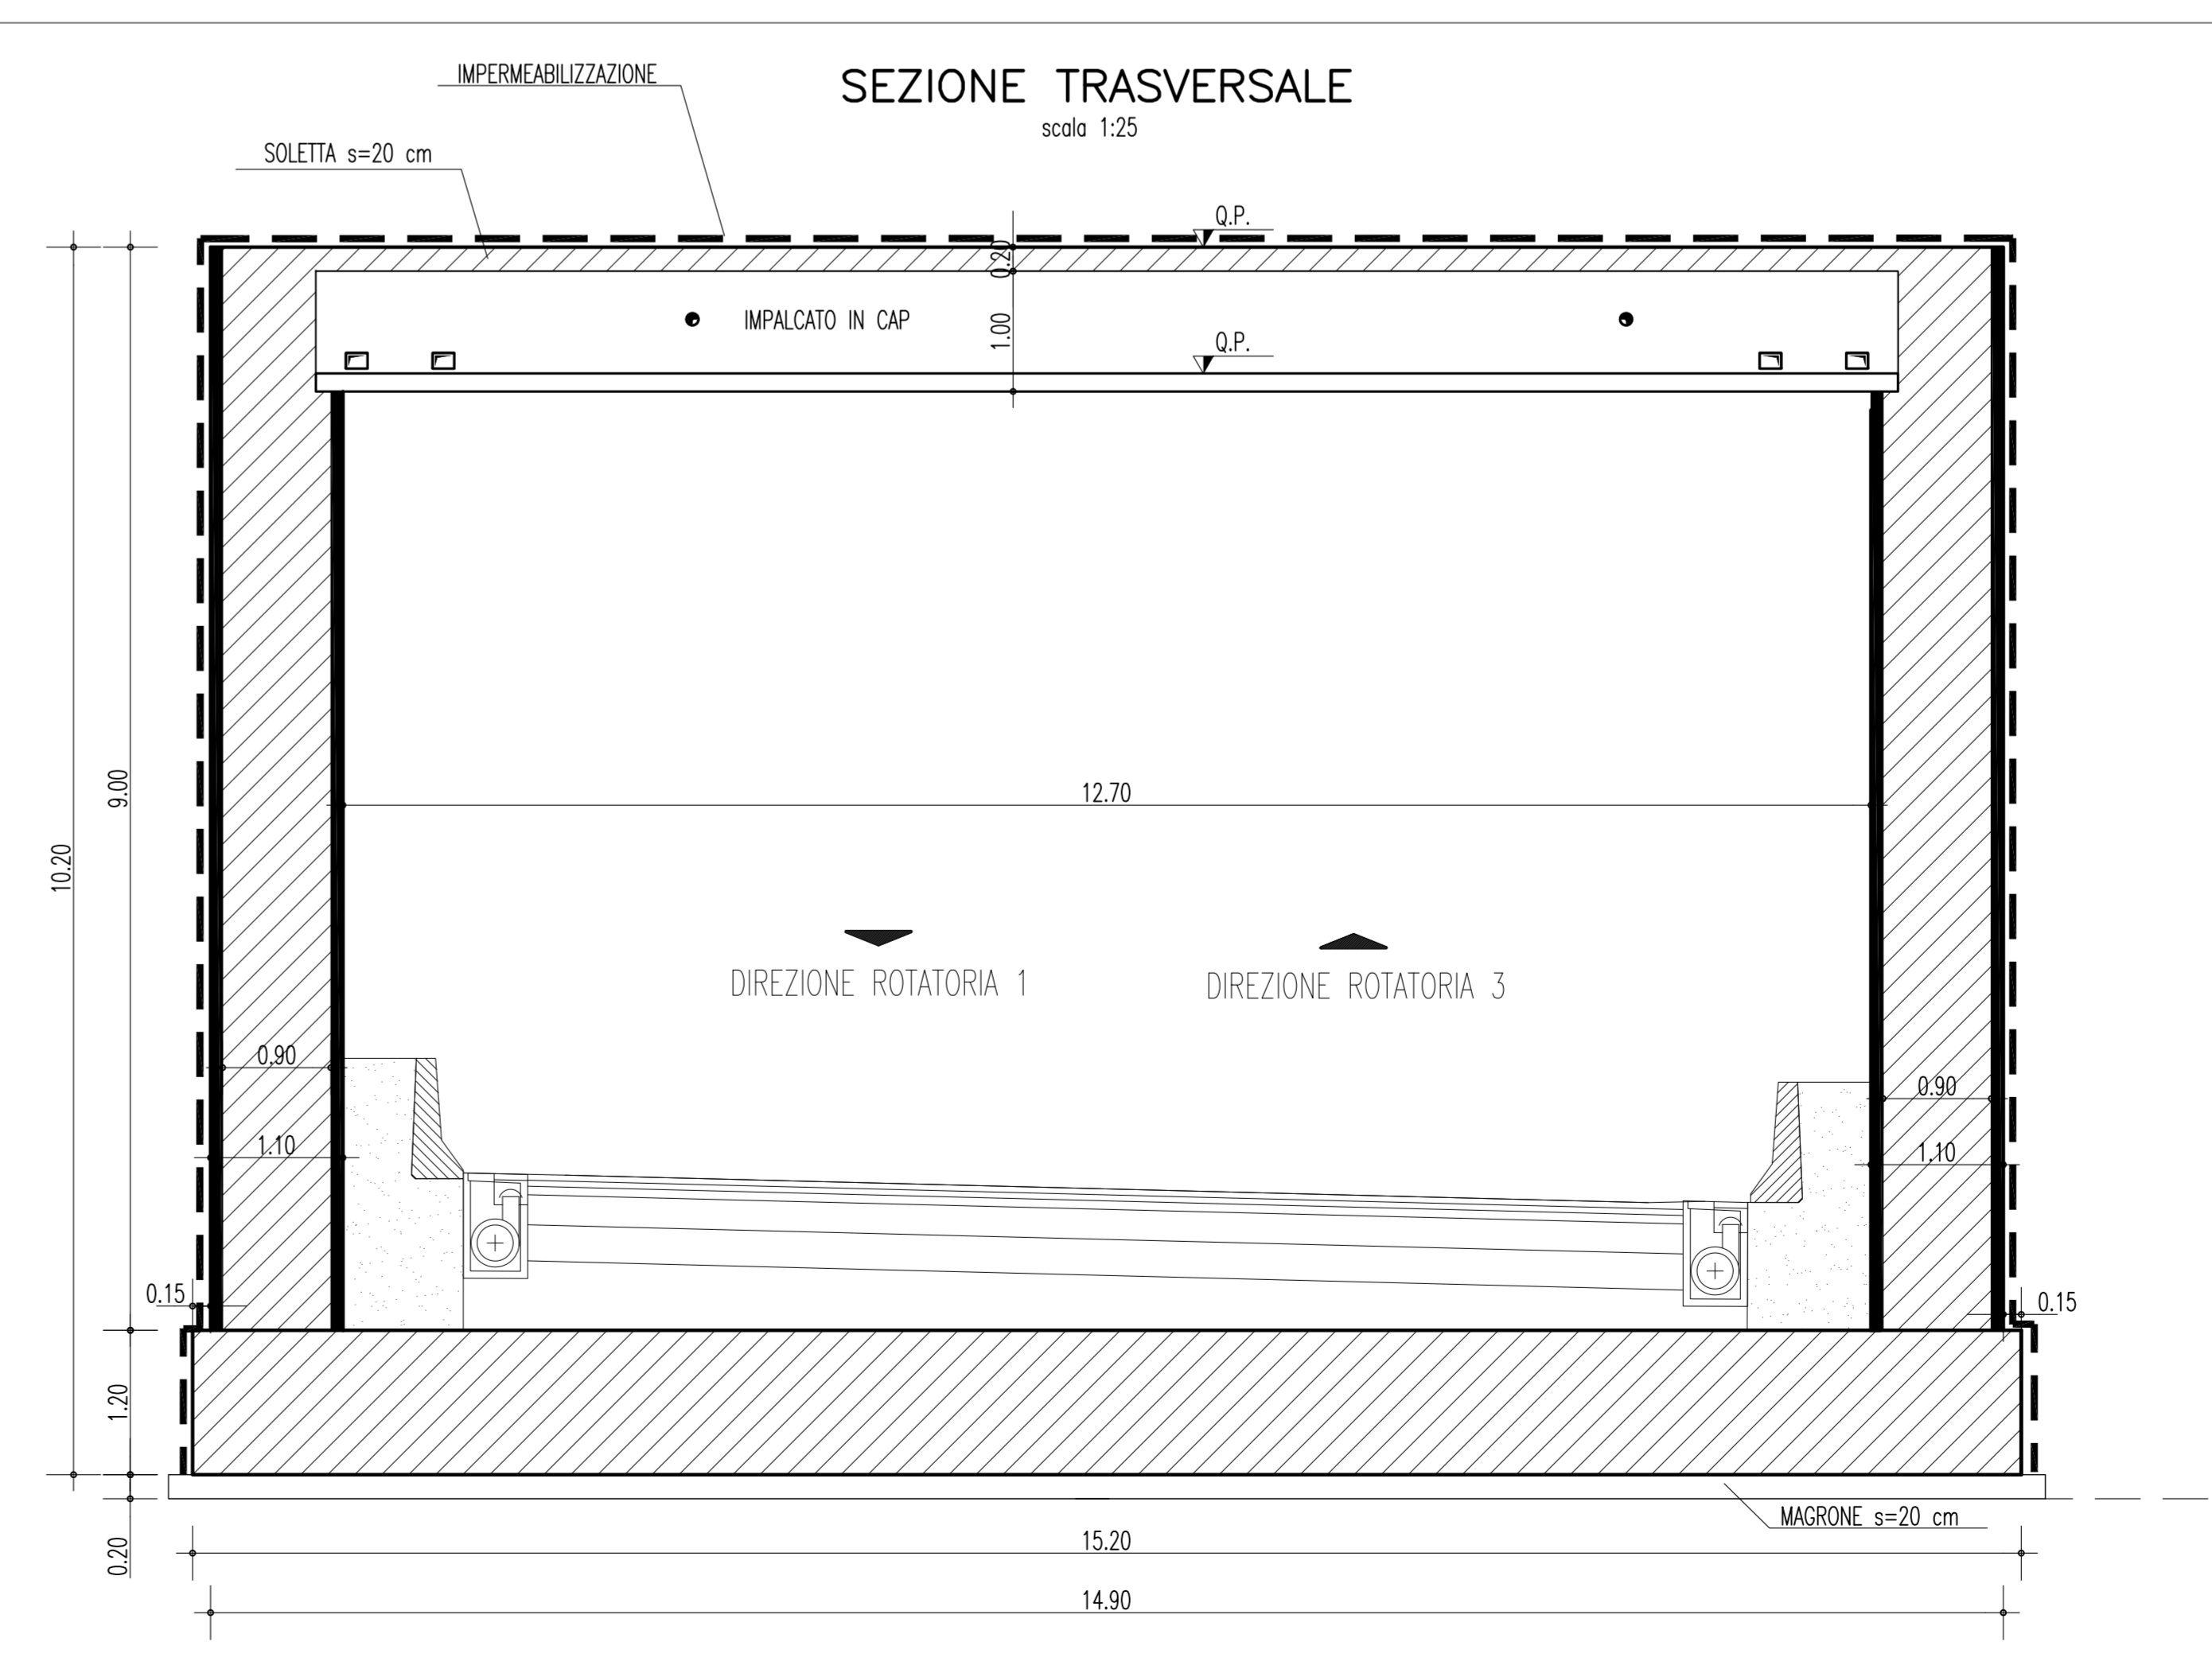 IMPERMEABILIZZAZIONE
SEZIONE TRASVERSALE
scala 1:25
SOLETTA s=20 cm
Q.P.
0.20
IMPALCATO IN CAP
1.00
Q.P.
9.00
12.70
10.20
DIREZIONE ROTATORIA 1
DIREZIONE ROTATORIA 3
0.90
0.90
1.10
1.10
0.15
0.15
1.20
MAGRONE s=20 cm
0.20
15.20
14.90